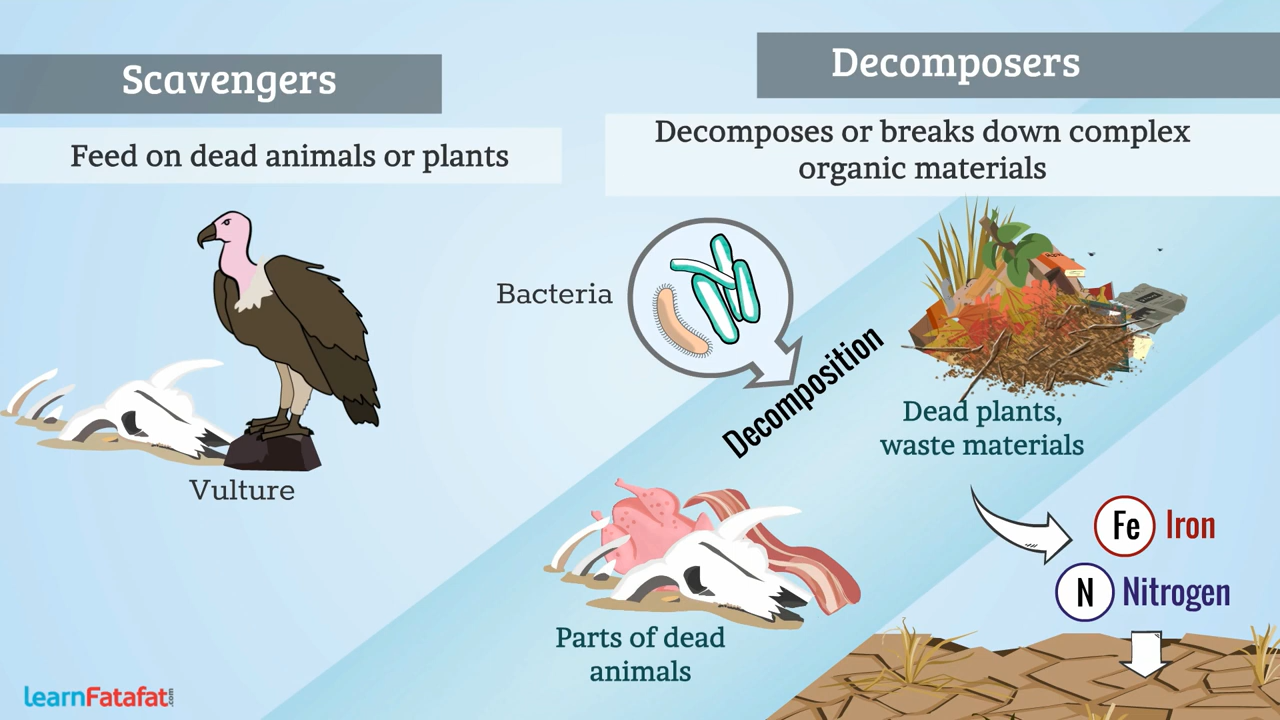 Scavengers
Feed on dead animals or plants
Vulture
Decomposers
Decomposes or breaks down complex
organic materials
Bacteria
Decomposition
Dead plants,
waste materials
Parts of dead
animals
Fe Iron
N Nitrogen
learnFatafat.com